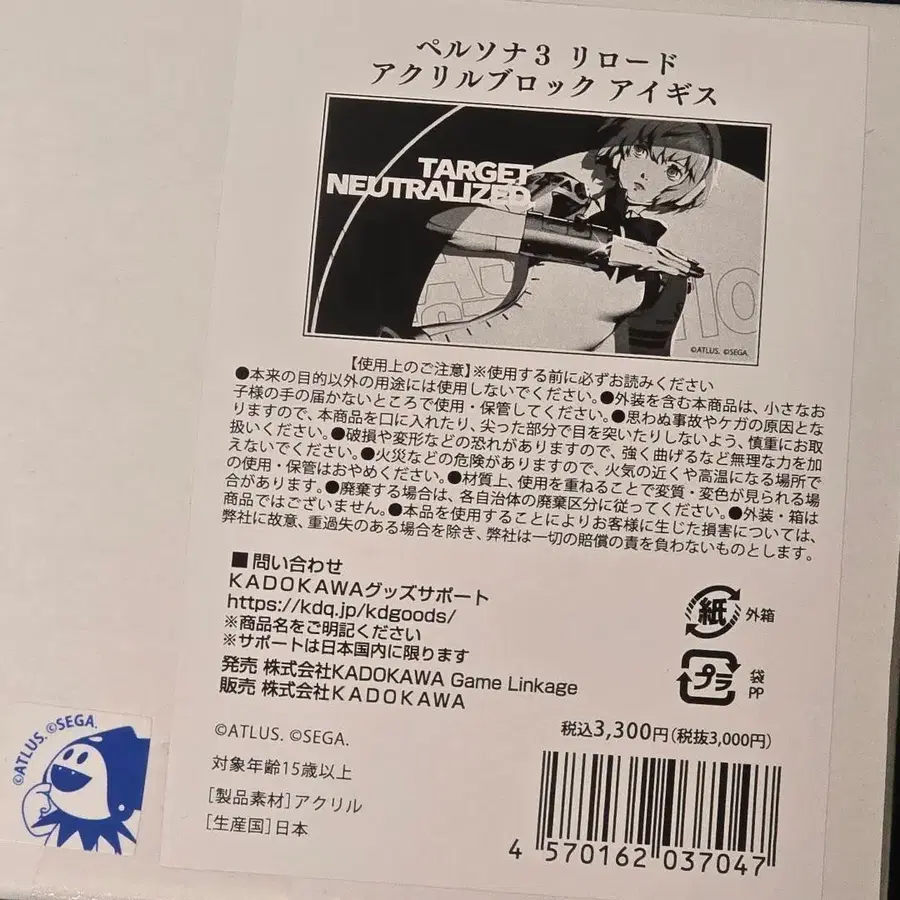 ペルソナ3 リロード
アクリルブロック アイギス
TARGET
NEUTRALIZED
©ATLUS. ©SEGA.
【使用上のご注意】※使用する前に必ずお読みください
●本来の目的以外の用途には使用しないでください。●外装を含む本商品は、小さなお
子様の手の届かないところで使用・保管してください。●思わぬ事故やケガの原因とな
りますので、本商品を口に入れたり、尖った部分で目を突いたりしないよう、慎重にお取
扱いください。●破損や変形などの恐れがありますので、強く曲げるなど無理な力を加
えないでください。●火災などの危険がありますので、火気の近くや高温になる場所で
の使用・保管はおやめください。●材質上、使用を重ねることで変質・変色が見られる場
合があります。●廃棄する場合は、各自治体の廃棄区分に従ってください。●外装・箱は
商品ではございません。●本品を使用することによりお客様に生じた損害については、
弊社に故意、重過失のある場合を除き、弊社は一切の賠償の責を負わないものとします。
■問い合わせ
KADOKAWAグッズサポート
https://kdq.jp/kdgoods/
※商品名をご明記ください
※サポートは日本国内に限ります
発売 株式会社KADOKAWA Game Linkage
販売 株式会社KADOKAWA
紙 外箱
プラ 袋 PP
©ATLUS. ©SEGA.
税込3,300円(税抜3,000円)
対象年齢15歳以上
[製品素材]アクリル
[生産国]日本
4 570162 037047
©ATLUS. ©SEGA.